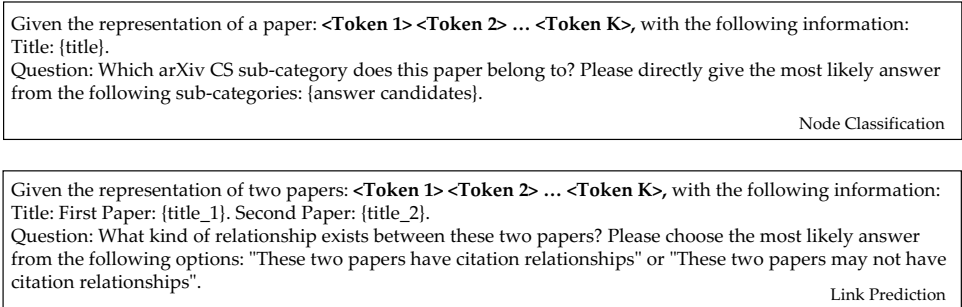 Given the representation of a paper: <Token 1> <Token 2> … <Token K>, with the following information:
Title: {title}.
Question: Which arXiv CS sub-category does this paper belong to? Please directly give the most likely answer
from the following sub-categories: {answer candidates}.
Node Classification
Given the representation of two papers: <Token 1> <Token 2> … <Token K>, with the following information:
Title: First Paper: {title_1}. Second Paper: {title_2}.
Question: What kind of relationship exists between these two papers? Please choose the most likely answer
from the following options: "These two papers have citation relationships" or "These two papers may not have
citation relationships".
Link Prediction